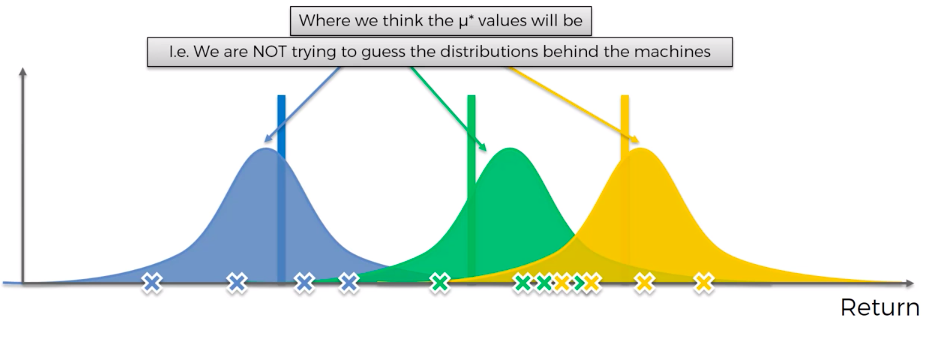 Where we think the μ* values will be
I.e. We are NOT trying to guess the distributions behind the machines
Return